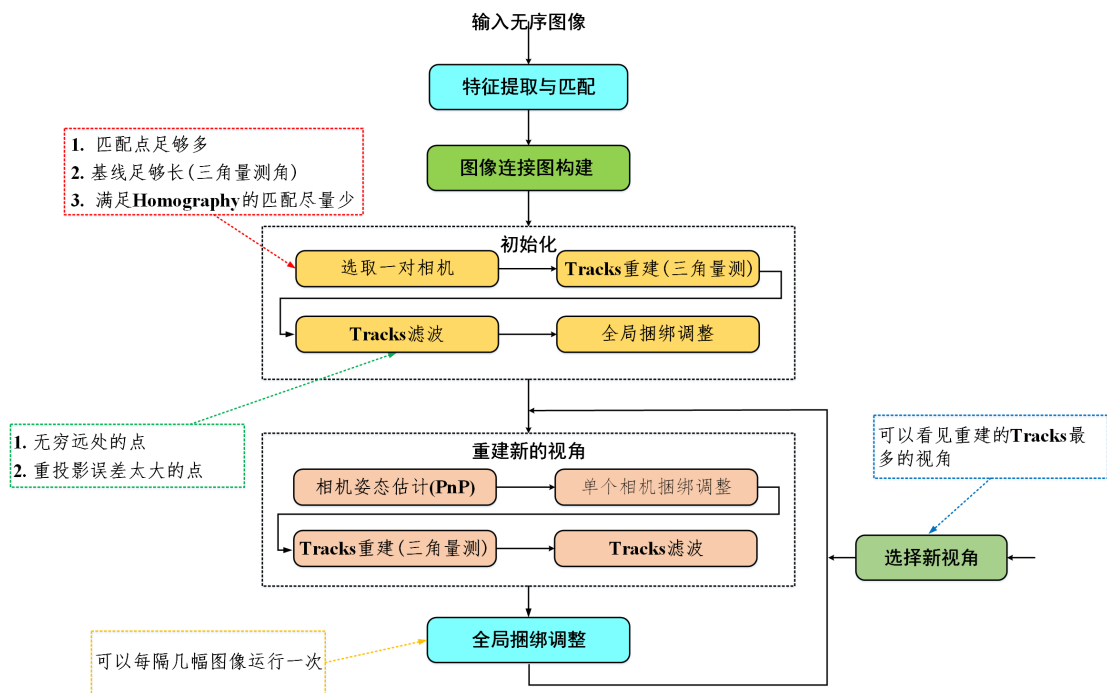 输入无序图像
特征提取与匹配
1. 匹配点足够多
2. 基线足够长(三角量测角)
3. 满足Homography的匹配尽量少
图像连接图构建
初始化
选取一对相机
Tracks重建(三角量测)
Tracks滤波
全局捆绑调整
1. 无穷远处的点
2. 重投影误差太大的点
重建新的视角
相机姿态估计(PnP)
单个相机捆绑调整
Tracks重建(三角量测)
Tracks滤波
可以看见重建的Tracks最
多的视角
选择新视角
全局捆绑调整
可以每隔几幅图像运行一次